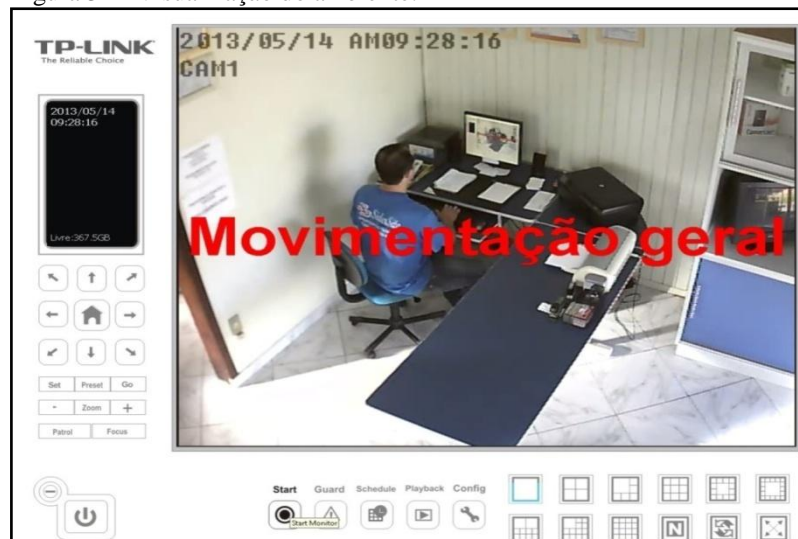 TP-LINK
The Reliable Choice
2013/05/14 AM09:28:16
CAM1
2013/05/14
09:28:16
Livre:367.5GB
Movimentação geral
Set Preset Go
- Zoom +
Patrol Focus
Start Guard Schedule Playback Config
Start Monitor
N